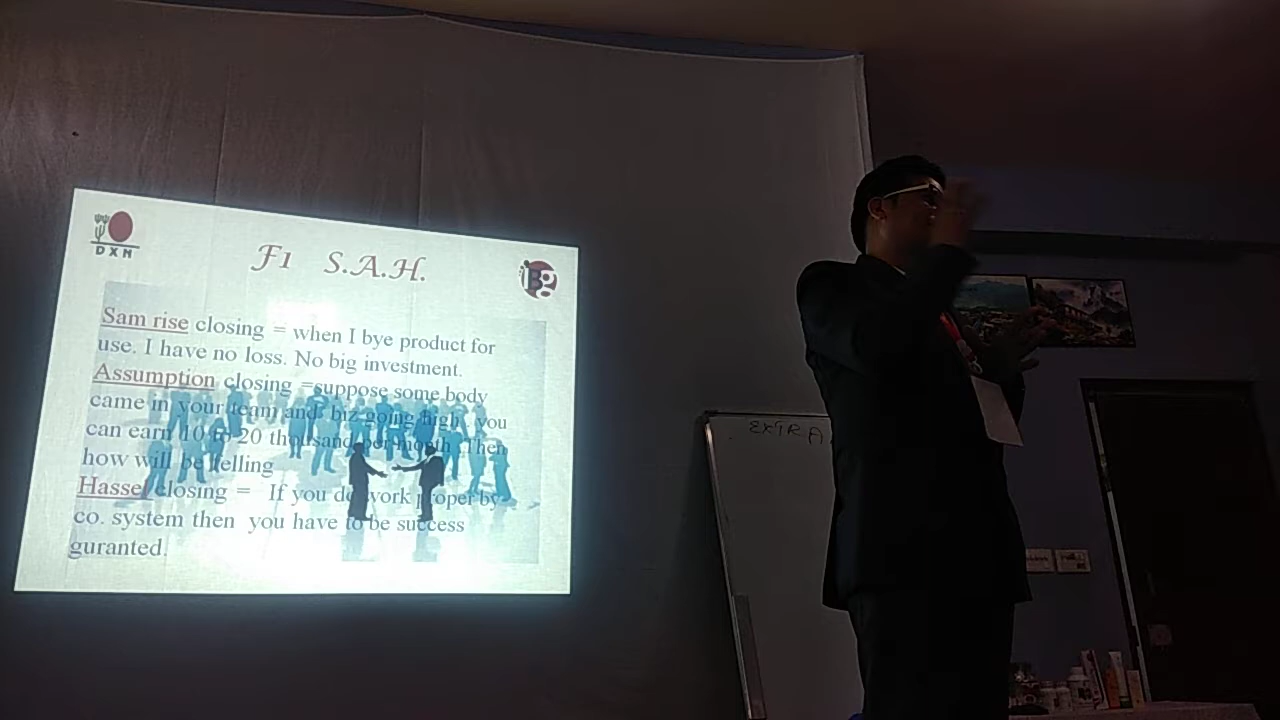 DXN
F1 S.A.H.
Bg
Sam rise closing = when I bye product for
use. I have no loss. No big investment.
Assumption closing =suppose some body
came in your team and biz going high you
can earn 10 to 20 thousand per month .Then
how will be felling
Hassel closing = If you do work proper by
co. system then you have to be success
guranted.
EXTRA